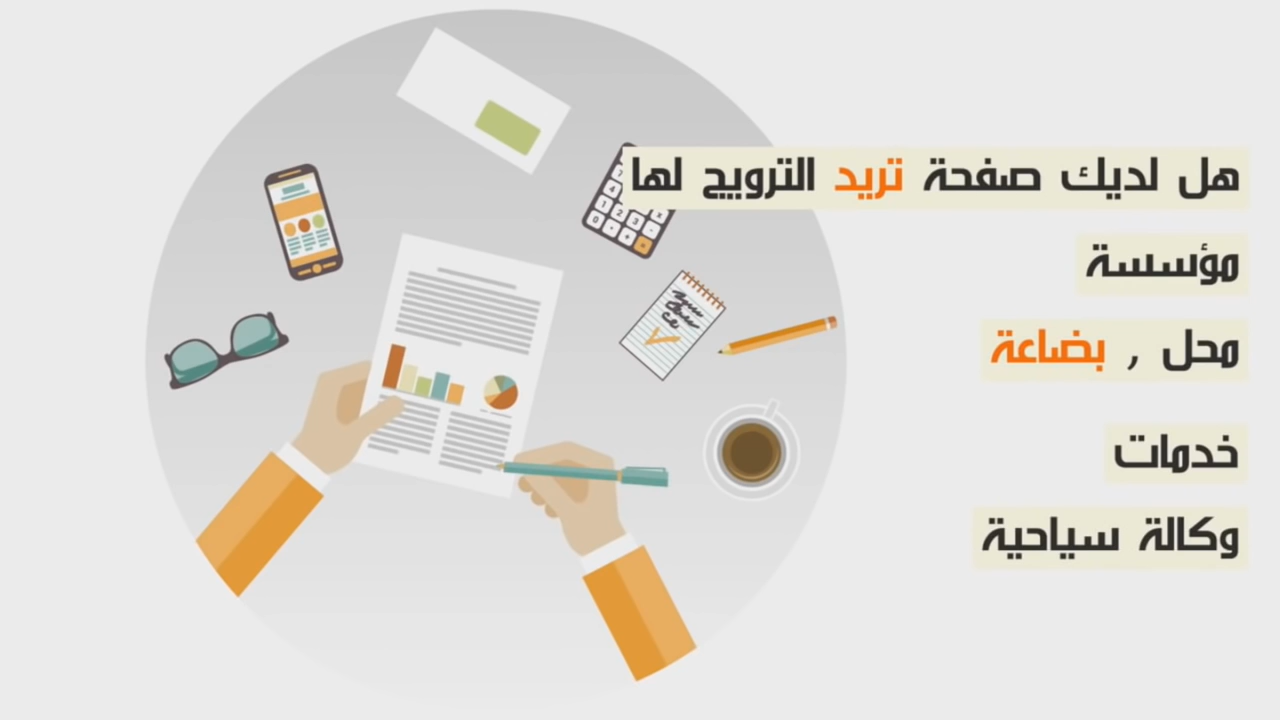 هل لديك صفحة تريد الترويج لها
مؤسسة
محل , بضاعة
خدمات
وكالة سياحية